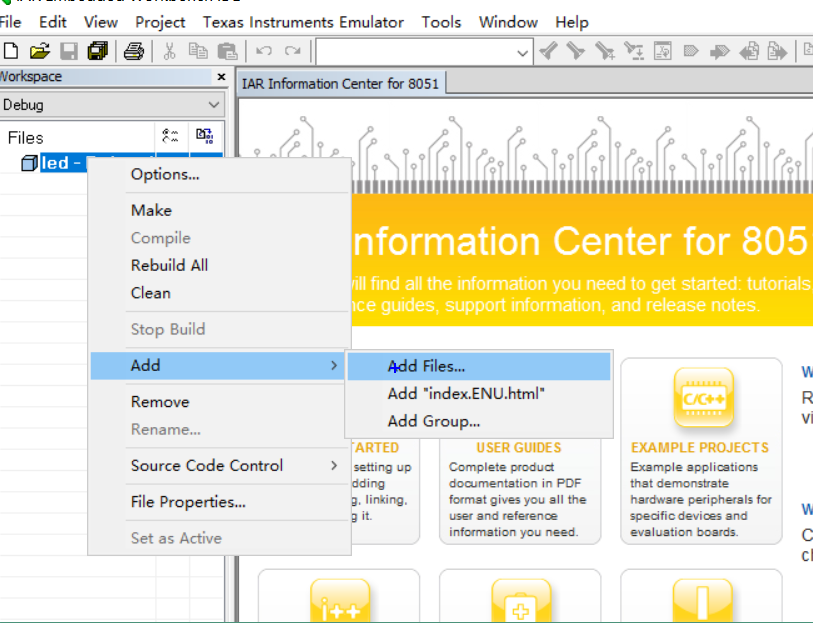 File Edit View Project Texas Instruments Emulator Tools Window Help
Workspace
IAR Information Center for 8051
Debug
Files
led -
Options...
Make
Compile
Rebuild All
Clean
Stop Build
Add
Remove
Rename...
Source Code Control
File Properties...
Set as Active
Add Files...
Add "index.ENU.html"
Add Group...
nformation Center for 805
will find all the information you need to get started: tutorials
nce guides, support information, and release notes.
ARTED
setting up
dding
g, linking,
g it.
USER GUIDES
Complete product
documentation in PDF
format gives you all the
user and reference
information you need.
EXAMPLE PROJECTS
Example applications
that demonstrate
hardware peripherals for
specific devices and
evaluation boards.
C/C++
W
R
vi
W
C
cl
i++